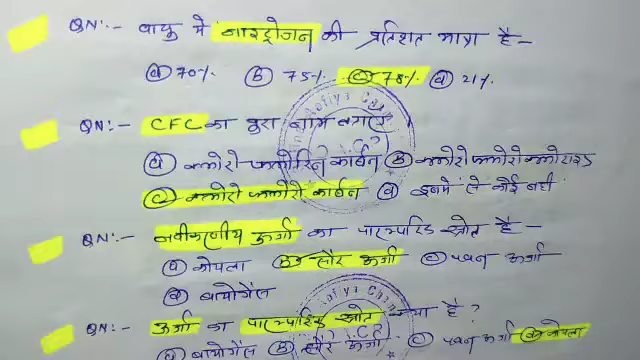 QN:- वायु में नाइट्रोजन की प्रतिशत मात्रा है-
(a) 70% (b) 75% (c) 78% (d) 21%
QN:- CFC का पुरा नाम बताएं
(a) क्लोरो फ्लोरिन कार्बन (b) क्लोरो फ्लोरो क्लोराइड
(c) क्लोरो फ्लोरो कार्बन (d) इनमें से कोई नहीं
QN:- नवीकरणीय ऊर्जा का पारम्परिक स्रोत है-
(a) कोयला (b) सौर ऊर्जा (c) पवन ऊर्जा
(d) बायोगैस
QN:- ऊर्जा का पारम्परिक स्रोत क्या है?
(a) बायोगैस (b) सौर ऊर्जा (c) पवन ऊर्जा (d) कोयला